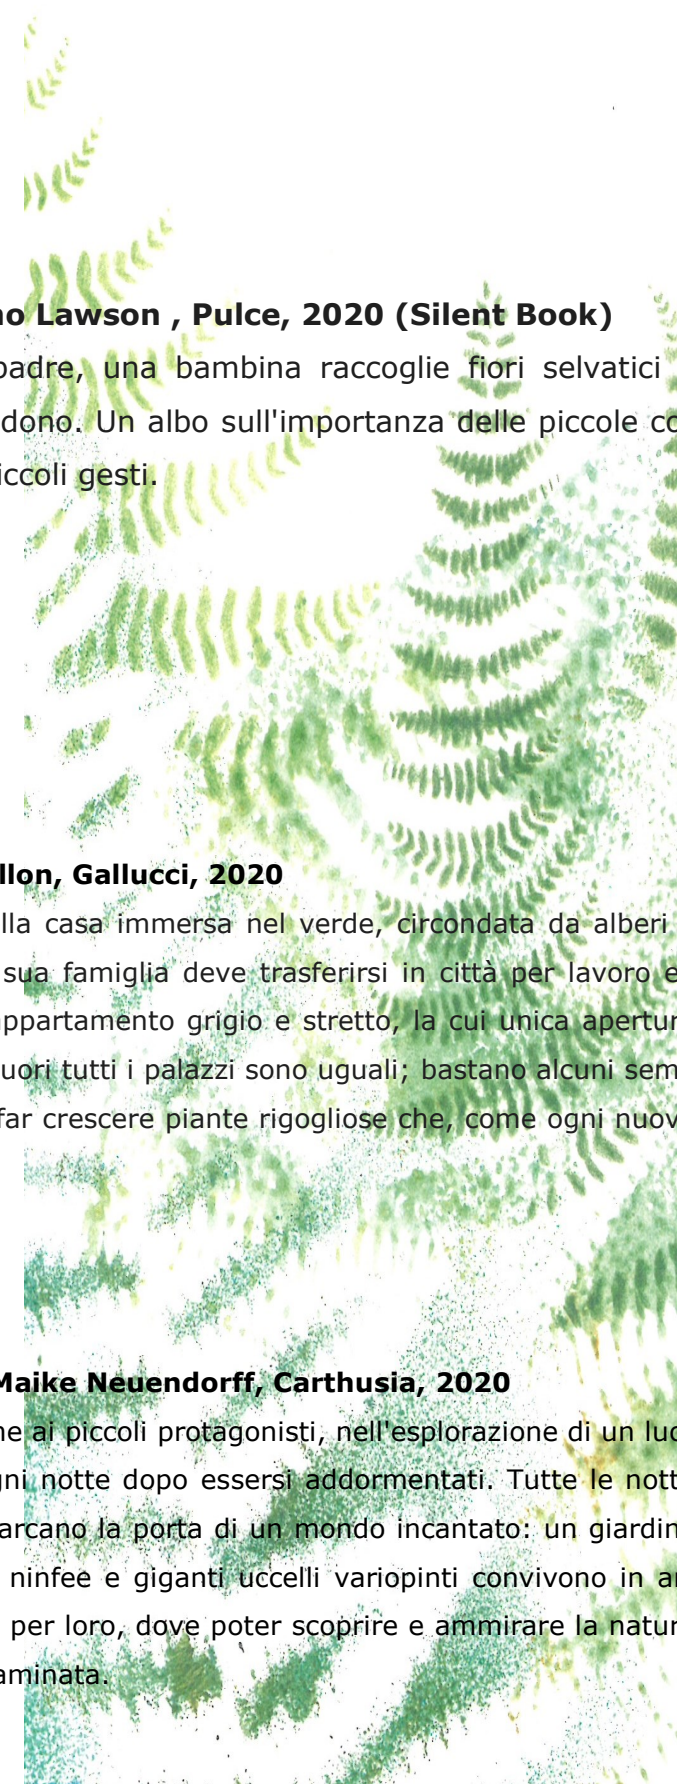 no Lawson , Pulce, 2020 (Silent Book)
padre, una bambina raccoglie fiori selvatici
dono. Un albo sull'importanza delle piccole co
iccoli gesti.
llon, Gallucci, 2020
lla casa immersa nel verde, circondata da alberi
sua famiglia deve trasferirsi in città per lavoro e
appartamento grigio e stretto, la cui unica apertur
uori tutti i palazzi sono uguali; bastano alcuni sem
far crescere piante rigogliose che, come ogni nuov
Maike Neuendorff, Carthusia, 2020
ne ai piccoli protagonisti, nell'esplorazione di un luo
gni notte dopo essersi addormentati. Tutte le nott
arcano la porta di un mondo incantato: un giardin
ninfee e giganti uccelli variopinti convivono in ar
per loro, dove poter scoprire e ammirare la natur
aminata.